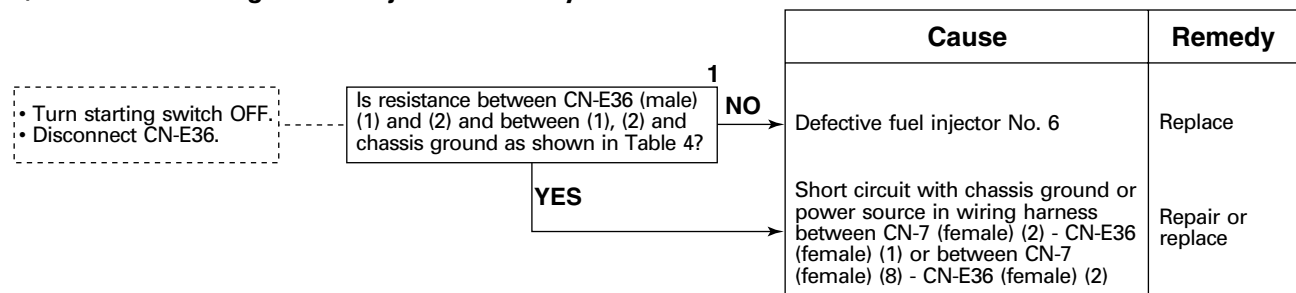 Cause
Remedy
• Turn starting switch OFF.
• Disconnect CN-E36.
1
Is resistance between CN-E36 (male)
(1) and (2) and between (1), (2) and
chassis ground as shown in Table 4?
NO
Defective fuel injector No. 6
Replace
YES
Short circuit with chassis ground or
power source in wiring harness
between CN-7 (female) (2) - CN-E36
(female) (1) or between CN-7
(female) (8) - CN-E36 (female) (2)
Repair or
replace